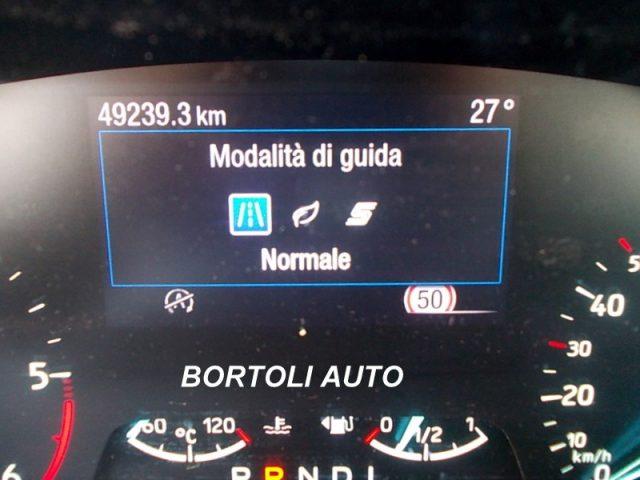 49239.3 km 27°
Modalità di guida
S
Normale
A
50
BORTOLI AUTO
5 5
40
30
20
10
km/h
0
6
60 °C 120
0 1/2 1
P R N D